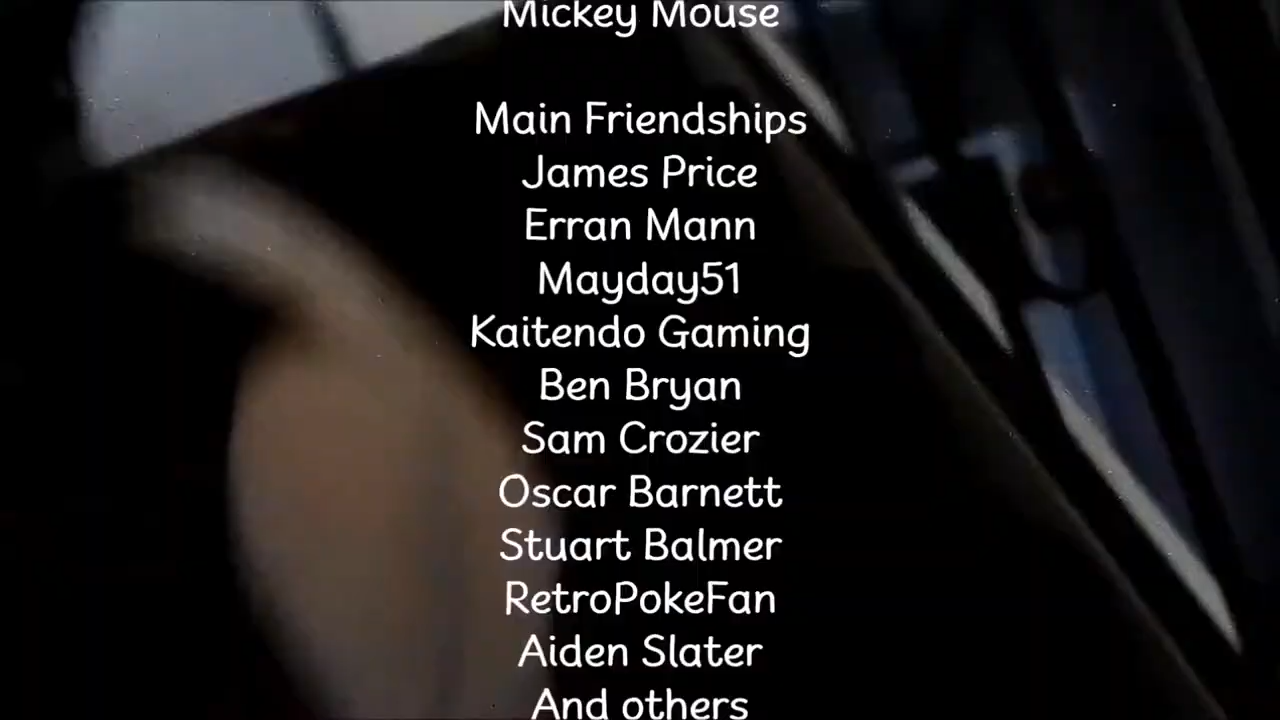 Mickey Mouse
Main Friendships
James Price
Erran Mann
Mayday51
Kaitendo Gaming
Ben Bryan
Sam Crozier
Oscar Barnett
Stuart Balmer
RetroPokeFan
Aiden Slater
And others